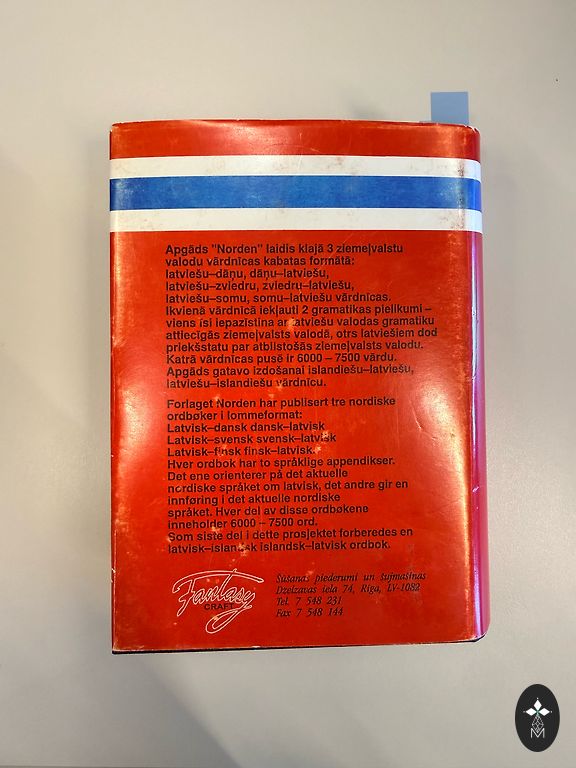 Apgāds "Norden" laidis klajā 3 ziemeļvalstu
valodu vārdnīcas kabatas formātā:
latviešu–dāņu, dāņu–latviešu,
latviešu–zviedru, zviedru–latviešu,
latviešu–somu, somu–latviešu vārdnīcas.
Ikvienā vārdnīcā iekļauti 2 gramatikas pielikumi –
viens īsi iepazīstina ar latviešu valodas gramatiku
attiecīgās ziemeļvalsts valodā, otrs latviešiem dod
priekšstatu par atbilstošās ziemeļvalsts valodu.
Katrā vārdnīcas pusē ir 6000 – 7500 vārdu.
Apgāds gatavo izdošanai islandiešu–latviešu,
latviešu–islandiešu vārdnīcu.
Forlaget Norden har publisert tre nordiske
ordbøker i lommeformat:
Latvisk–dansk dansk–latvisk
Latvisk–svensk svensk–latvisk
Latvisk–finsk finsk–latvisk.
Hver ordbok har to språklige appendikser.
Det ene orienterer på det aktuelle
nordiske språket om latvisk, det andre gir en
innføring i det aktuelle nordiske
språket. Hver del av disse ordbøkene
inneholder 6000 – 7500 ord.
Som siste del i dette prosjektet forberedes en
latvisk–islandsk islandsk–latvisk ordbok.
Fantasy
CRAFT
Šūšanas piederumi un šujmašīnas
Dzelzavas iela 74, Rīga, LV-1082
Tel. 7 548 231
Fax 7 548 144
M